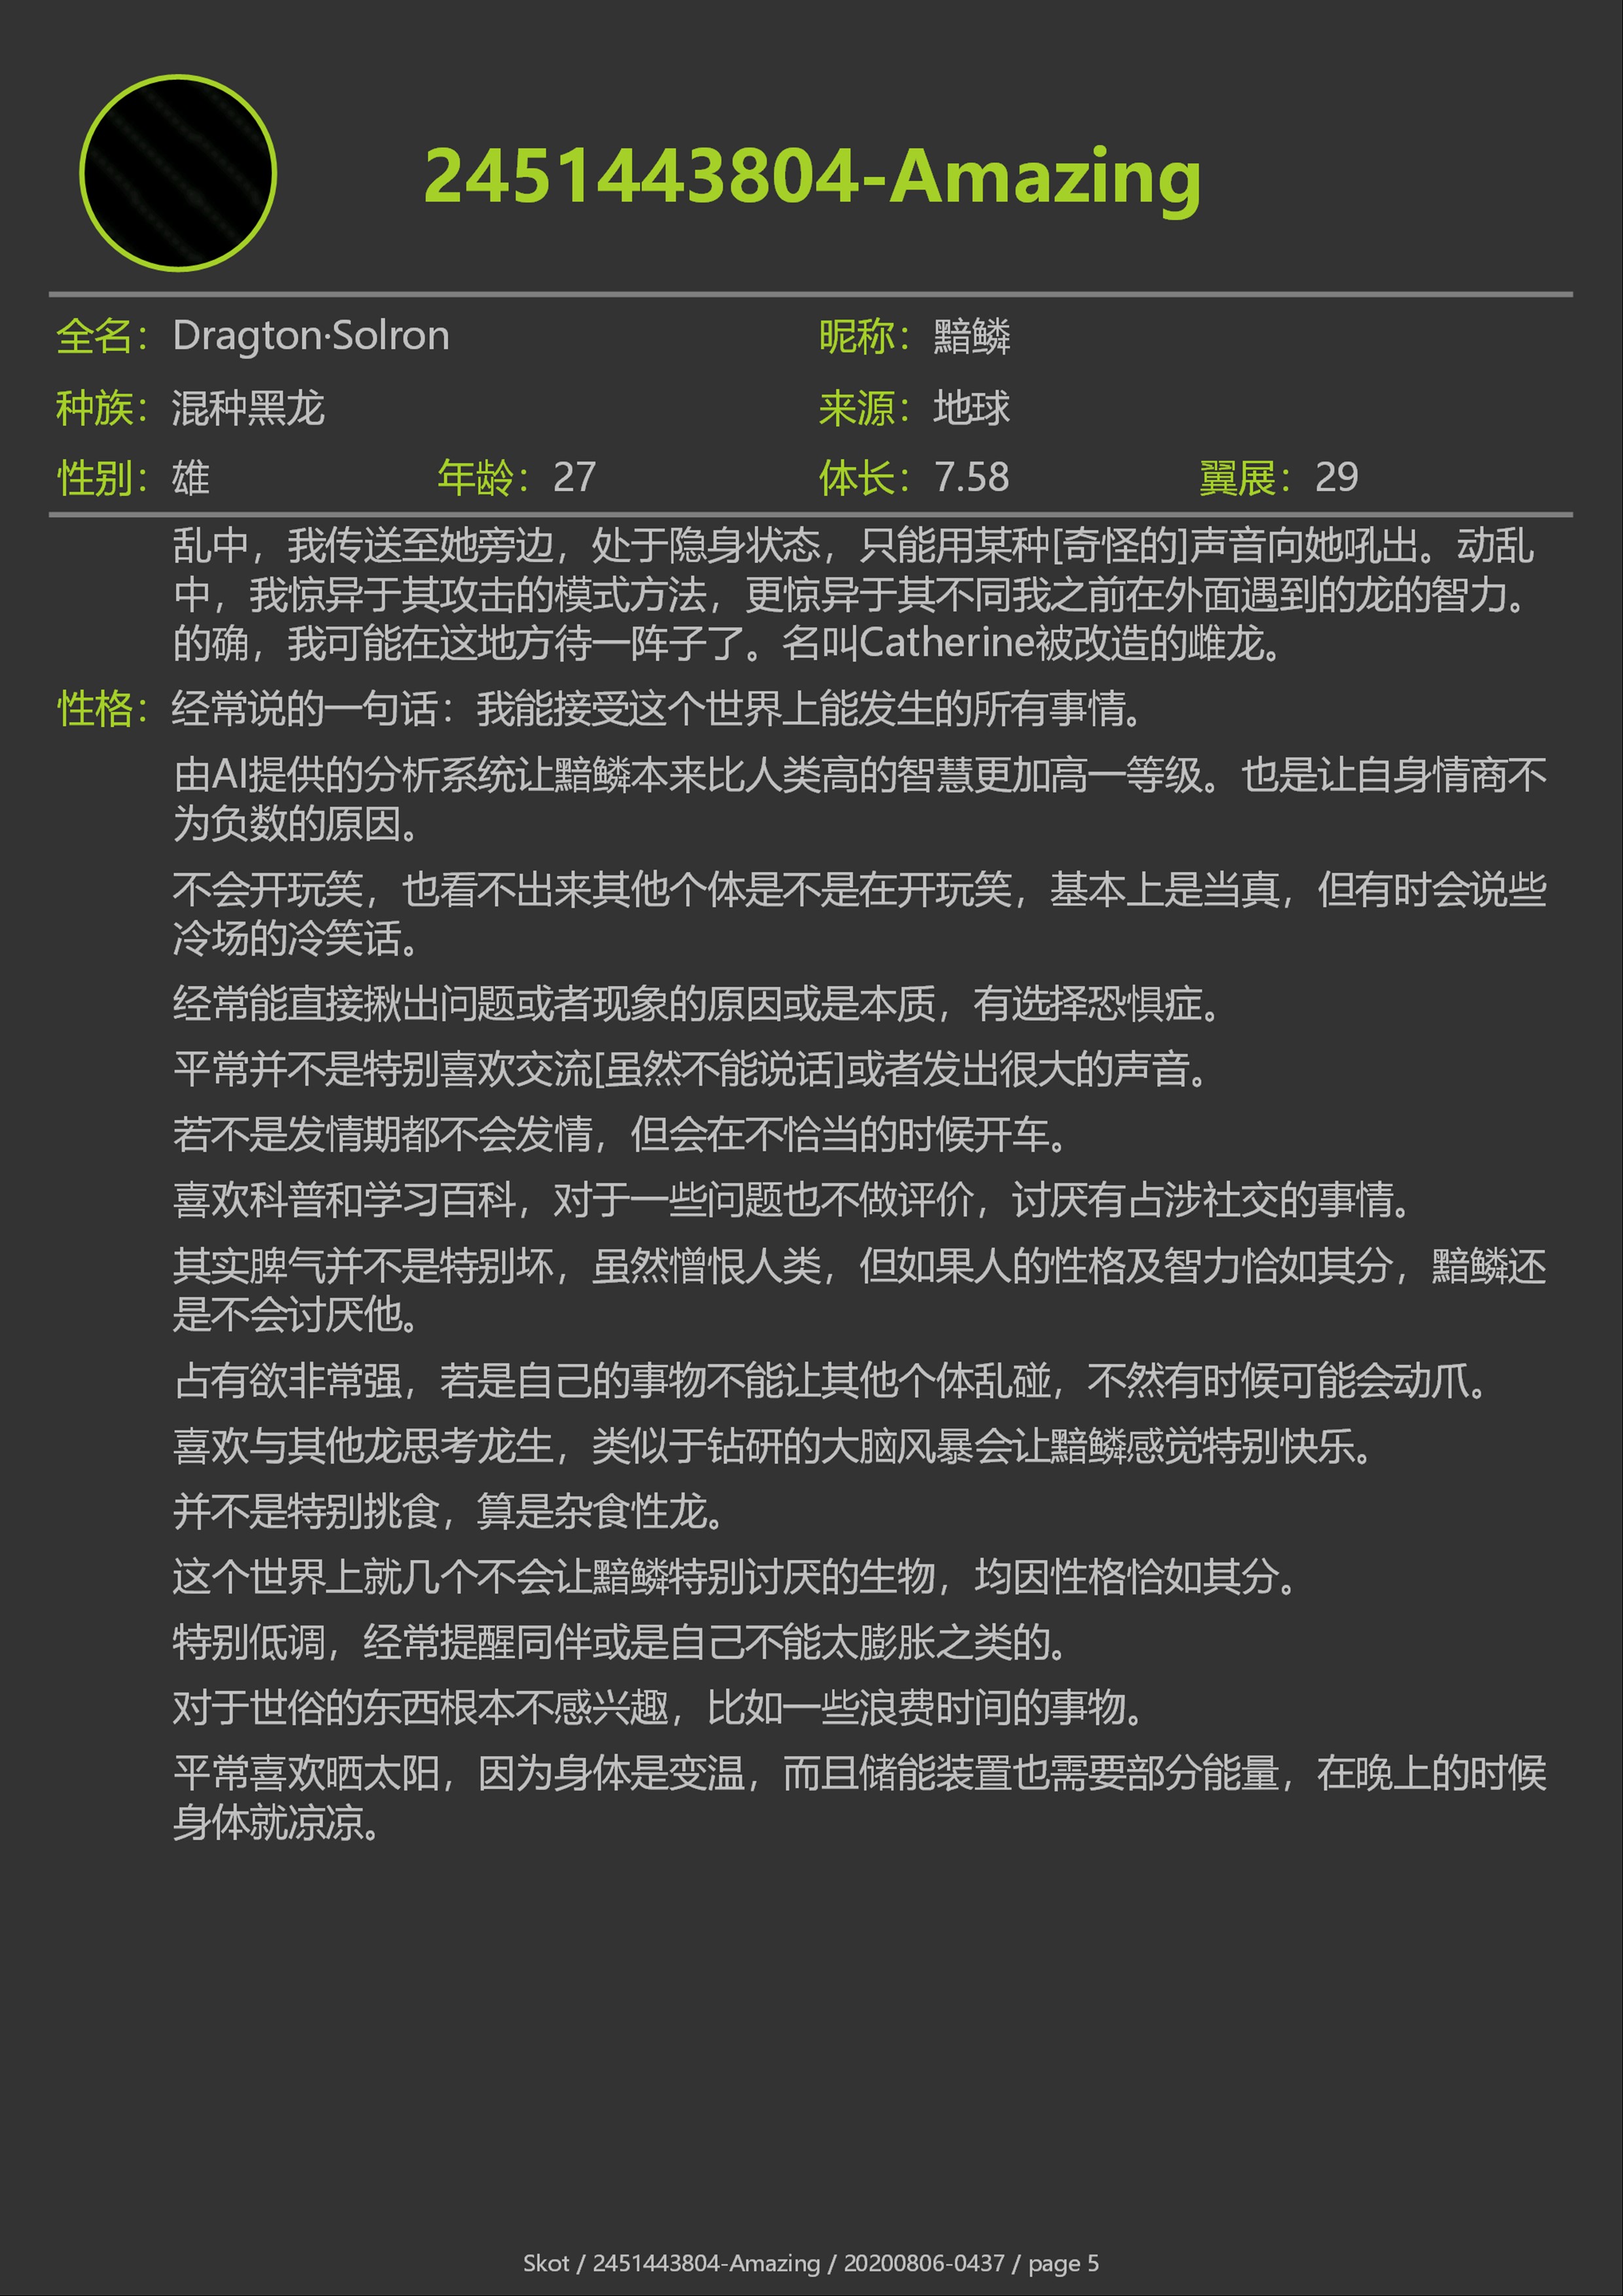 2451443804-Amazing
全名：Dragton·Solron 昵称：黯鳞
种族：混种黑龙 来源：地球
性别：雄 年龄：27 体长：7.58 翼展：29
乱中，我传送至她旁边，处于隐身状态，只能用某种[奇怪的]声音向她吼出。动乱
中，我惊异于其攻击的模式方法，更惊异于其不同我之前在外面遇到的龙的智力。
的确，我可能在这地方待一阵子了。名叫Catherine被改造的雌龙。
性格：经常说的一句话：我能接受这个世界上能发生的所有事情。
由AI提供的分析系统让黯鳞本来比人类高的智慧更加高一等级。也是让自身情商不
为负数的原因。
不会开玩笑，也看不出来其他个体是不是在开玩笑，基本上是当真，但有时会说些
冷场的冷笑话。
经常能直接揪出问题或者现象的原因或是本质，有选择恐惧症。
平常并不是特别喜欢交流[虽然不能说话]或者发出很大的声音。
若不是发情期都不会发情，但会在不恰当的时候开车。
喜欢科普和学习百科，对于一些问题也不做评价，讨厌有占涉社交的事情。
其实脾气并不是特别坏，虽然憎恨人类，但如果人的性格及智力恰如其分，黯鳞还
是不会讨厌他。
占有欲非常强，若是自己的事物不能让其他个体乱碰，不然有时候可能会动爪。
喜欢与其他龙思考龙生，类似于钻研的大脑风暴会让黯鳞感觉特别快乐。
并不是特别挑食，算是杂食性龙。
这个世界上就几个不会让黯鳞特别讨厌的生物，均因性格恰如其分。
特别低调，经常提醒同伴或是自己不能太膨胀之类的。
对于世俗的东西根本不感兴趣，比如一些浪费时间的事物。
平常喜欢晒太阳，因为身体是变温，而且储能装置也需要部分能量，在晚上的时候
身体就凉凉。
Skot / 2451443804-Amazing / 20200806-0437 / page 5